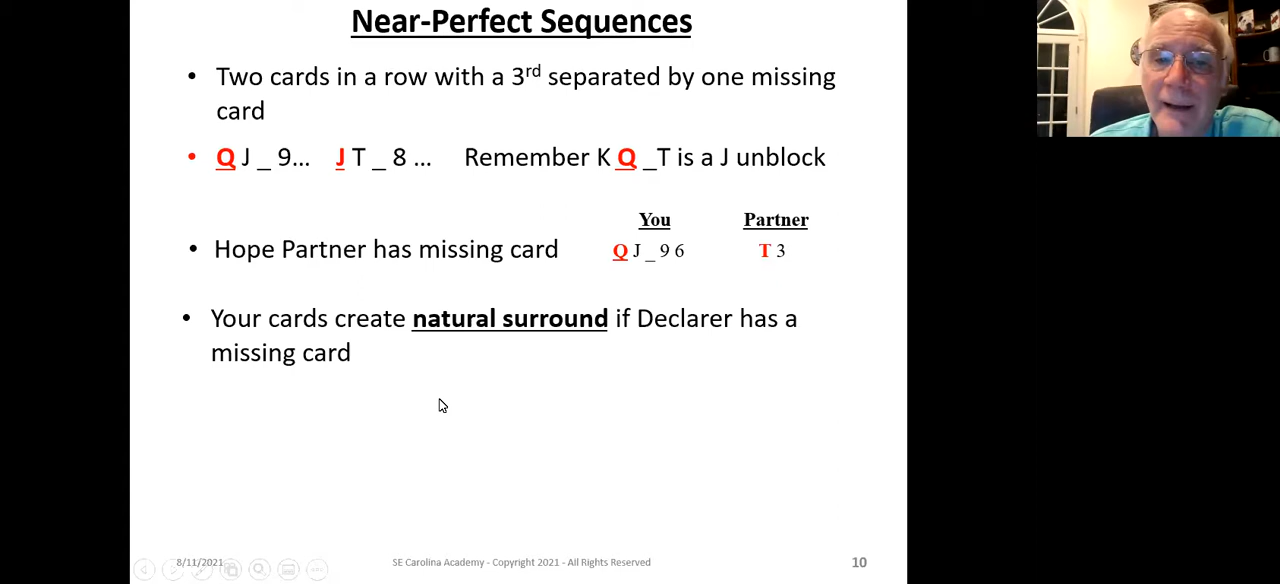 Near-Perfect Sequences
• Two cards in a row with a 3rd separated by one missing
card
• Q J _ 9... J T _ 8 ... Remember K Q _T is a J unblock
You Partner
• Hope Partner has missing card Q J _ 9 6 T 3
• Your cards create natural surround if Declarer has a
missing card
8/11/2021 SE Carolina Academy - Copyright 2021 - All Rights Reserved 10